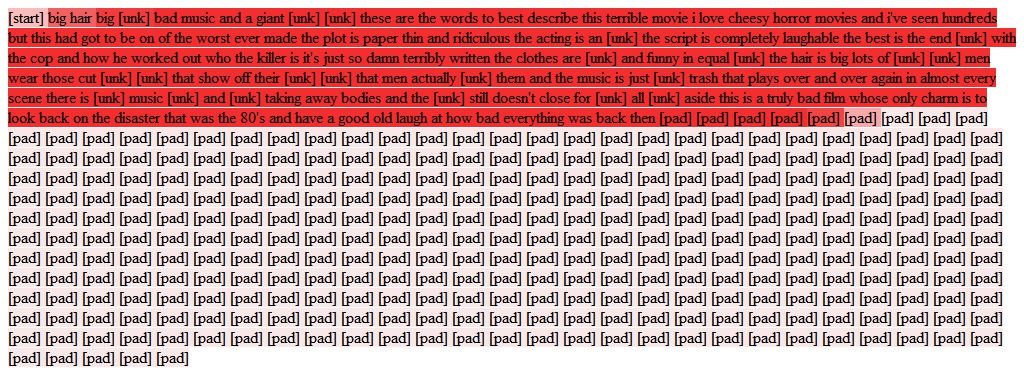 [start] big hair big [unk] bad music and a giant [unk] [unk] these are the words to best describe this terrible movie i love cheesy horror movies and i've seen hundreds
but this had got to be on of the worst ever made the plot is paper thin and ridiculous the acting is an [unk] the script is completely laughable the best is the end [unk] with
the cop and how he worked out who the killer is it's just so damn terribly written the clothes are [unk] and funny in equal [unk] the hair is big lots of [unk] [unk] men
wear those cut [unk] [unk] that show off their [unk] [unk] that men actually [unk] them and the music is just [unk] trash that plays over and over again in almost every
scene there is [unk] music [unk] and [unk] taking away bodies and the [unk] still doesn't close for [unk] all [unk] aside this is a truly bad film whose only charm is to
look back on the disaster that was the 80's and have a good old laugh at how bad everything was back then [pad] [pad] [pad] [pad] [pad] [pad] [pad] [pad] [pad]
[pad] [pad] [pad] [pad] [pad] [pad] [pad] [pad] [pad] [pad] [pad] [pad] [pad] [pad] [pad] [pad] [pad] [pad] [pad] [pad] [pad] [pad] [pad] [pad] [pad] [pad] [pad]
[pad] [pad] [pad] [pad] [pad] [pad] [pad] [pad] [pad] [pad] [pad] [pad] [pad] [pad] [pad] [pad] [pad] [pad] [pad] [pad] [pad] [pad] [pad] [pad] [pad] [pad] [pad]
[pad] [pad] [pad] [pad] [pad] [pad] [pad] [pad] [pad] [pad] [pad] [pad] [pad] [pad] [pad] [pad] [pad] [pad] [pad] [pad] [pad] [pad] [pad] [pad] [pad] [pad] [pad]
[pad] [pad] [pad] [pad] [pad] [pad] [pad] [pad] [pad] [pad] [pad] [pad] [pad] [pad] [pad] [pad] [pad] [pad] [pad] [pad] [pad] [pad] [pad] [pad] [pad] [pad] [pad]
[pad] [pad] [pad] [pad] [pad] [pad] [pad] [pad] [pad] [pad] [pad] [pad] [pad] [pad] [pad] [pad] [pad] [pad] [pad] [pad] [pad] [pad] [pad] [pad] [pad] [pad] [pad]
[pad] [pad] [pad] [pad] [pad] [pad] [pad] [pad] [pad] [pad] [pad] [pad] [pad] [pad] [pad] [pad] [pad] [pad] [pad] [pad] [pad] [pad] [pad] [pad] [pad] [pad] [pad]
[pad] [pad] [pad] [pad] [pad] [pad] [pad] [pad] [pad] [pad] [pad] [pad] [pad] [pad] [pad] [pad] [pad] [pad] [pad] [pad] [pad] [pad] [pad] [pad] [pad] [pad] [pad]
[pad] [pad] [pad] [pad] [pad] [pad] [pad] [pad] [pad] [pad] [pad] [pad] [pad] [pad] [pad] [pad] [pad] [pad] [pad] [pad] [pad] [pad] [pad] [pad] [pad] [pad] [pad]
[pad] [pad] [pad] [pad] [pad] [pad] [pad] [pad] [pad] [pad] [pad] [pad] [pad] [pad] [pad] [pad] [pad] [pad] [pad] [pad] [pad] [pad] [pad] [pad] [pad] [pad] [pad]
[pad] [pad] [pad] [pad] [pad] [pad] [pad] [pad] [pad] [pad] [pad] [pad] [pad] [pad] [pad] [pad] [pad] [pad] [pad] [pad] [pad] [pad] [pad] [pad] [pad] [pad] [pad]
[pad] [pad] [pad] [pad] [pad] [pad] [pad] [pad] [pad] [pad] [pad] [pad] [pad] [pad] [pad] [pad] [pad] [pad] [pad] [pad] [pad] [pad] [pad] [pad] [pad] [pad] [pad]
[pad] [pad] [pad] [pad] [pad]